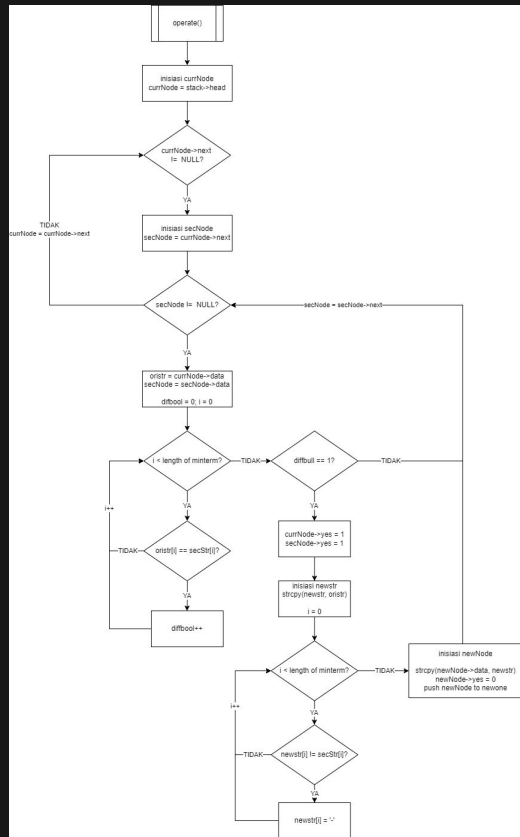 operate()
inisiasi currNode
currNode = stack->head
currNode->next
!= NULL?
YA
TIDAK
currNode = currNode->next
inisiasi secNode
secNode = currNode->next
secNode != NULL?
secNode = secNode->next
YA
oristr = currNode->data
secNode = secNode->data
difbool = 0; i = 0
i < length of minterm?
TIDAK
diffbull == 1?
TIDAK
i++
YA
YA
TIDAK
oristr[i] == secStr[i]?
currNode->yes = 1
secNode->yes = 1
YA
inisiasi newstr
strcpy(newstr, oristr)
i = 0
diffbool++
i < length of minterm?
TIDAK
inisiasi newNode
strcpy(newNode->data, newstr)
newNode->yes = 0
push newNode to newone
i++
YA
TIDAK
newstr[i] != secStr[i]?
YA
newstr[i] = '-'